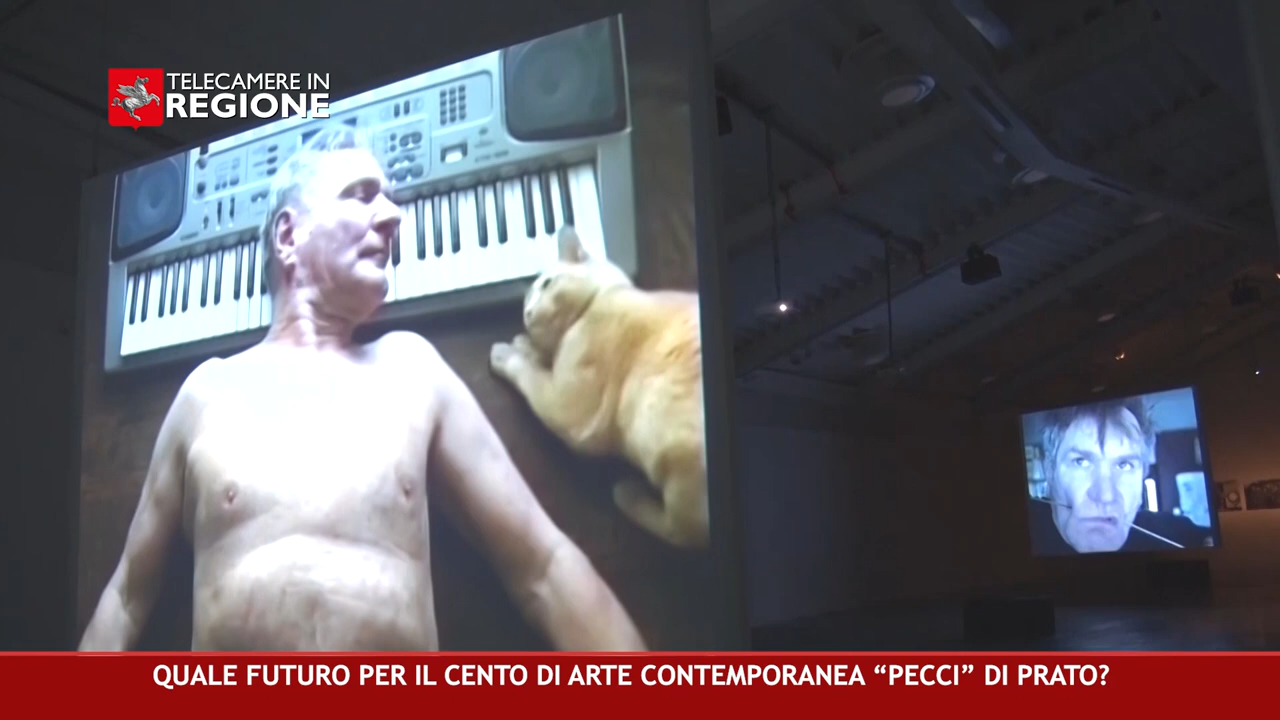 TELECAMERE IN
REGIONE
QUALE FUTURO PER IL CENTO DI ARTE CONTEMPORANEA “PECCI” DI PRATO?